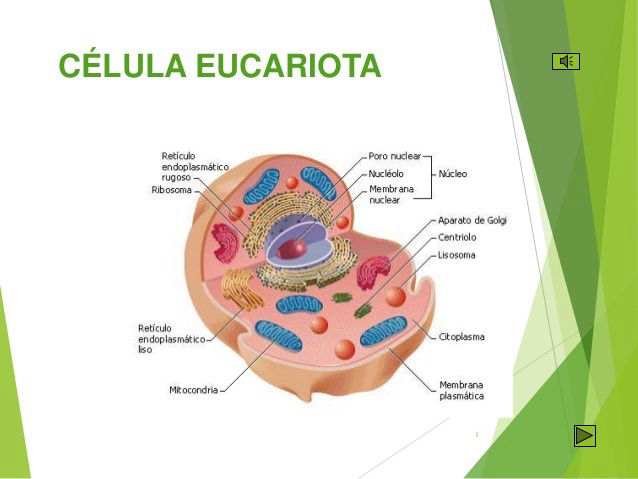 CÉLULA EUCARIOTA
Retículo
endoplasmático
rugoso
Ribosoma
Poro nuclear
Nucléolo
Núcleo
Membrana
nuclear
Aparato de Golgi
Centriolo
Lisosoma
Retículo
endoplasmático
liso
Citoplasma
Mitocondria
Membrana
plasmática